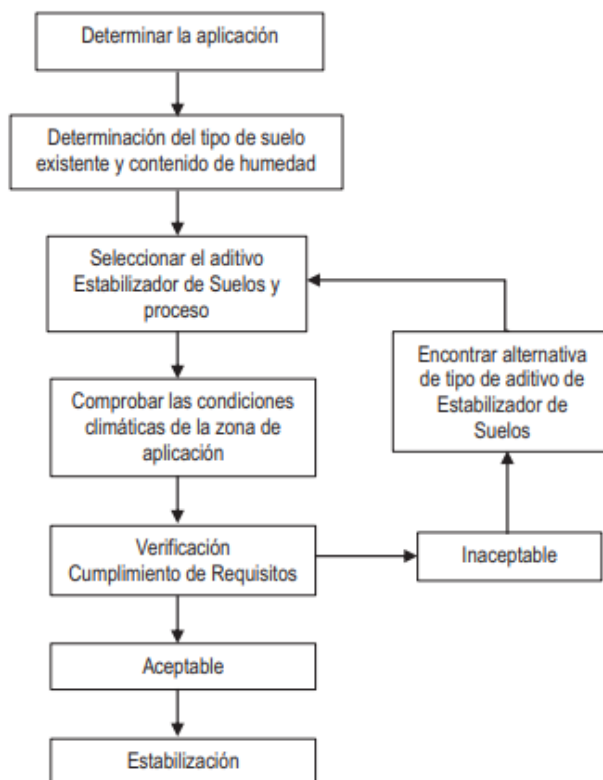 Determinar la aplicación
Determinación del tipo de suelo
existente y contenido de humedad
Seleccionar el aditivo
Estabilizador de Suelos y
proceso
Comprobar las condiciones
climáticas de la zona de
aplicación
Verificación
Cumplimiento de Requisitos
Inaceptable
Encontrar alternativa
de tipo de aditivo de
Estabilizador de
Suelos
Aceptable
Estabilización